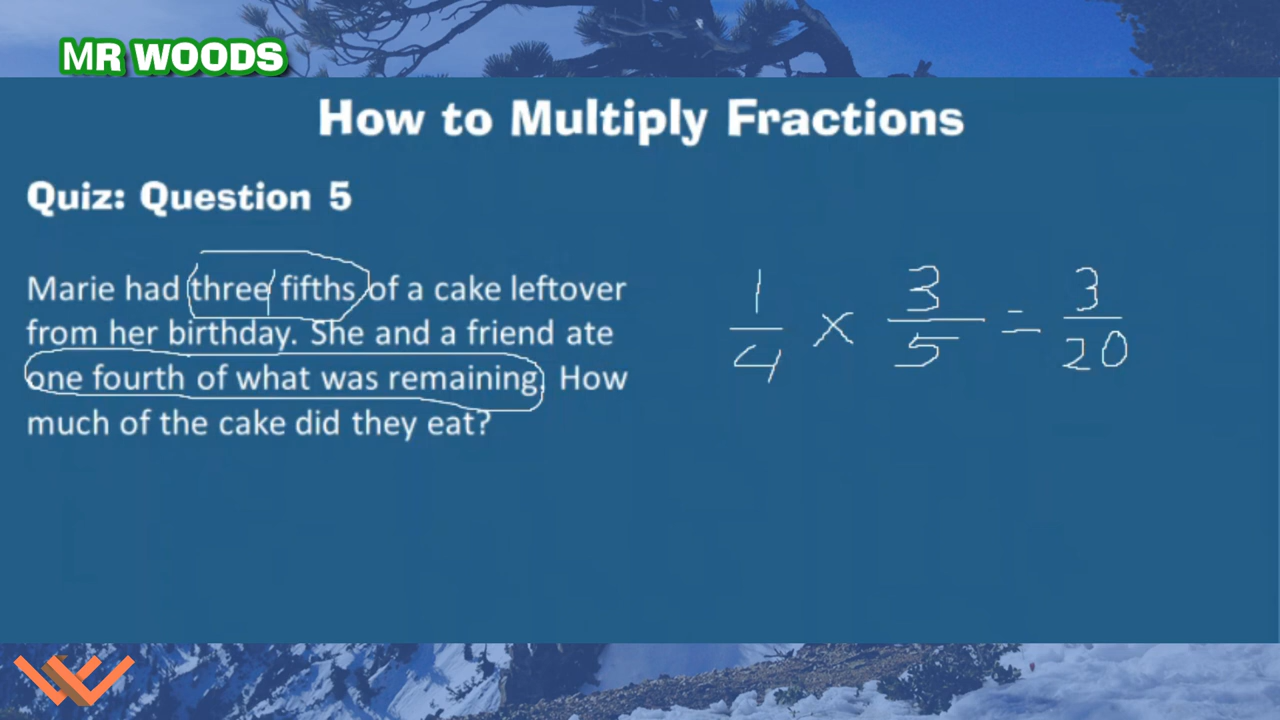 MR WOODS
How to Multiply Fractions
Quiz: Question 5
Marie had three fifths of a cake leftover
from her birthday. She and a friend ate
one fourth of what was remaining. How
much of the cake did they eat?
1/4 × 3/5 = 3/20